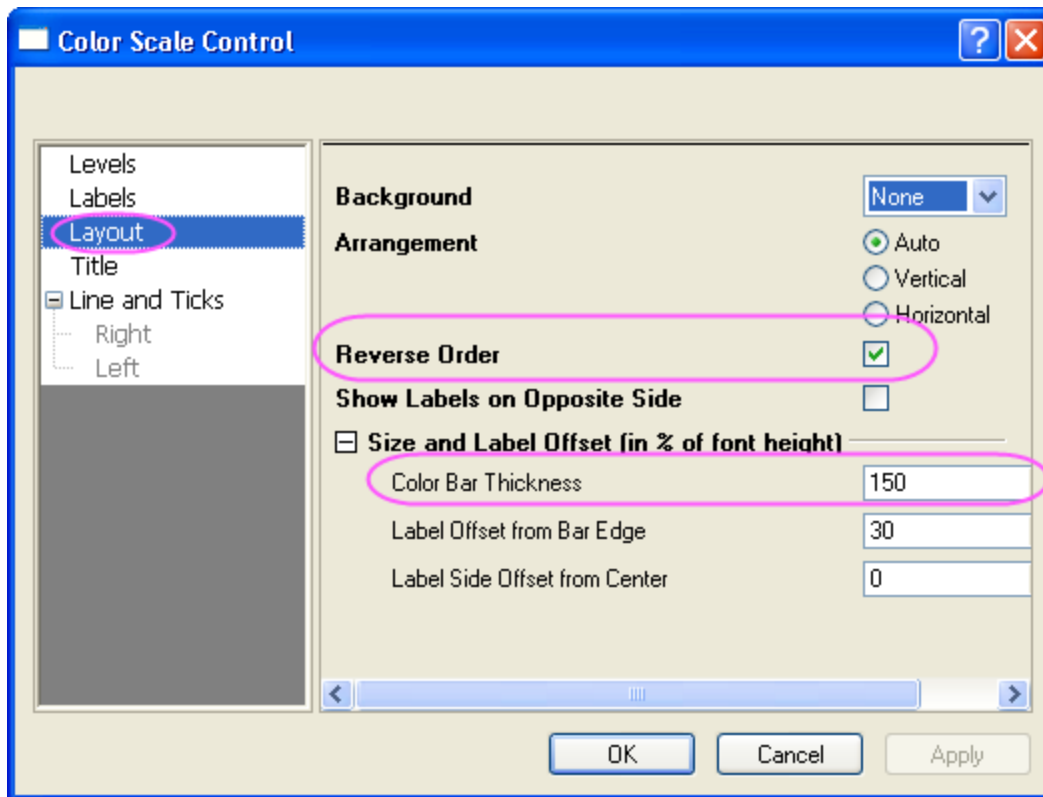 Color Scale Control
Levels
Labels
Layout
Title
Line and Ticks
Right
Left
Background None
Arrangement Auto
Vertical
Horizontal
Reverse Order
Show Labels on Opposite Side
Size and Label Offset (in % of font height)
Color Bar Thickness 150
Label Offset from Bar Edge 30
Label Side Offset from Center 0
OK Cancel Apply